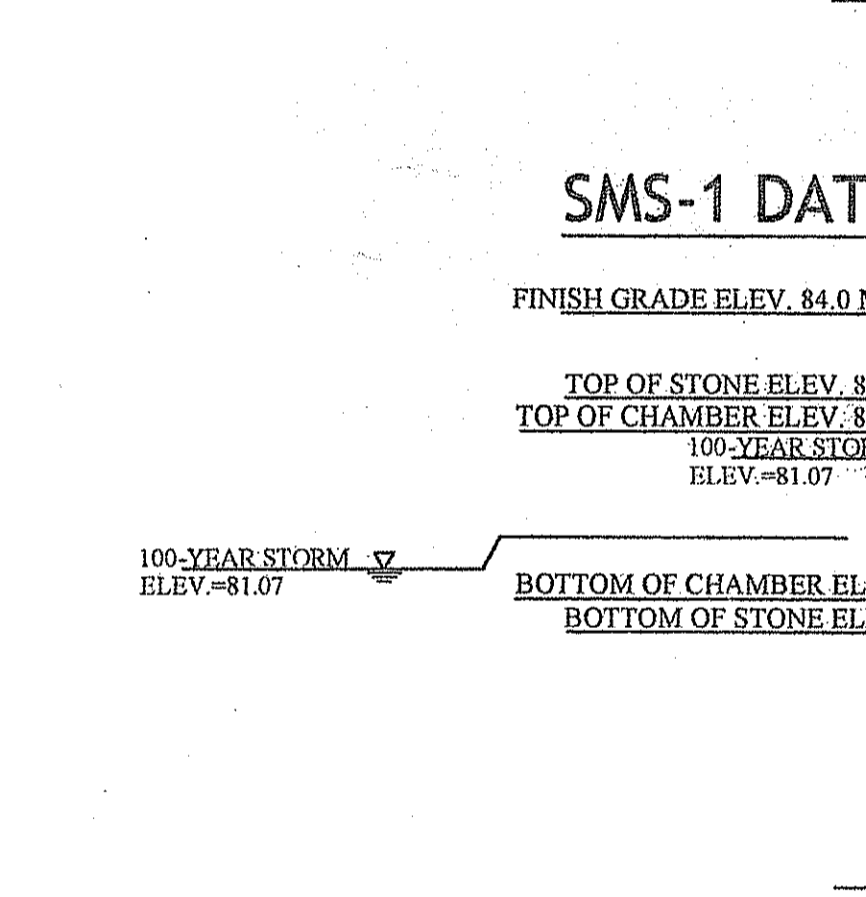 SMS-1 DAT
FINISH GRADE ELEV. 84.0
TOP OF STONE ELEV. 8
TOP OF CHAMBER ELEV. 8
100-YEAR STO
ELEV.=81.07
100-YEAR STORM
ELEV.=81.07
BOTTOM OF CHAMBER EL
BOTTOM OF STONE EL